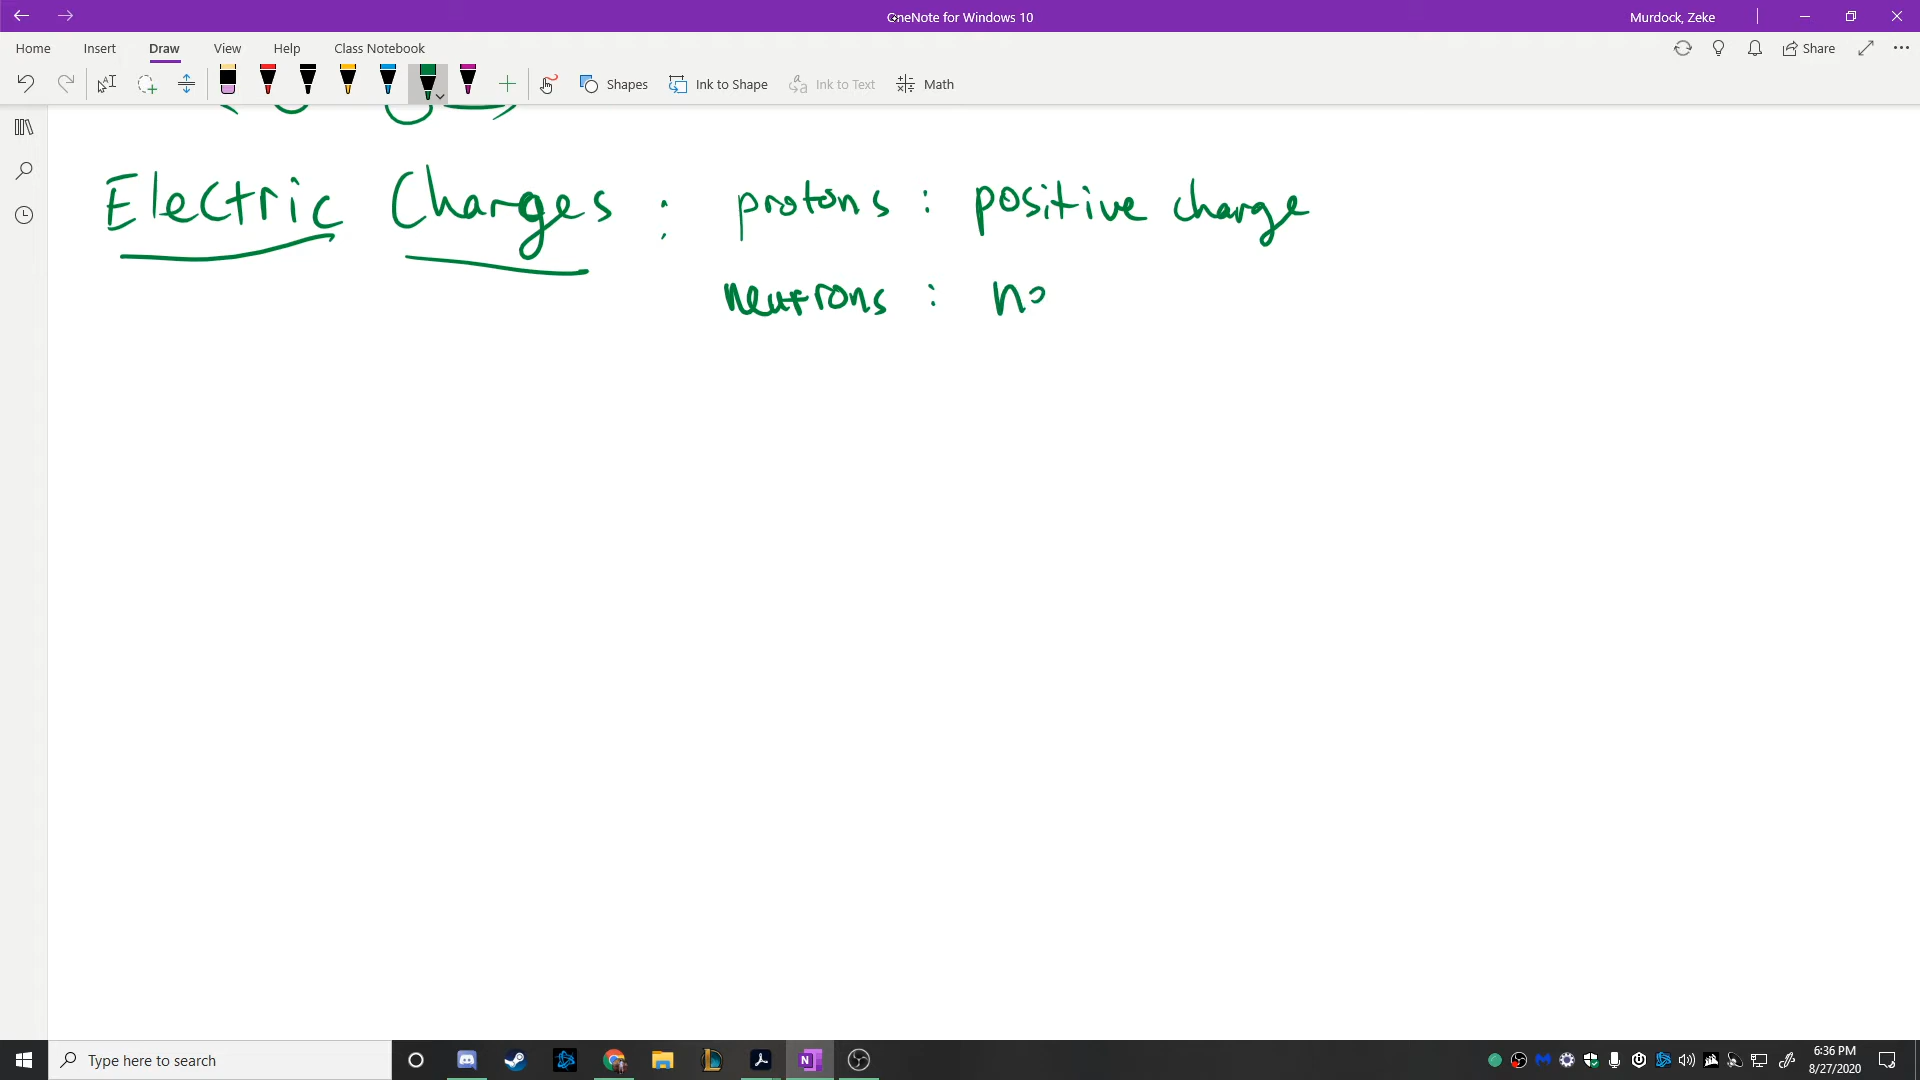 OneNote for Windows 10
Murdock, Zeke
Home Insert Draw View Help Class Notebook
Share
Shapes Ink to Shape Ink to Text Math
Electric Charges : protons : positive charge
neutrons : no
Type here to search
6:36 PM
8/27/2020